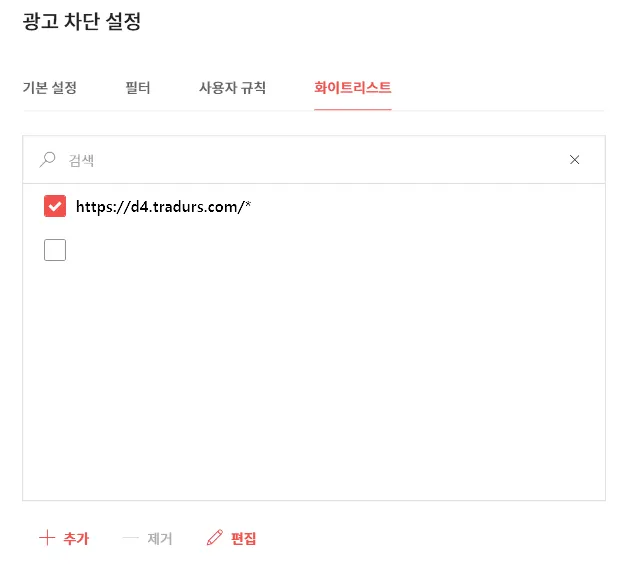 광고 차단 설정
기본 설정 필터 사용자 규칙 화이트리스트
검색
https://d4.tradurs.com/*
추가 제거 편집